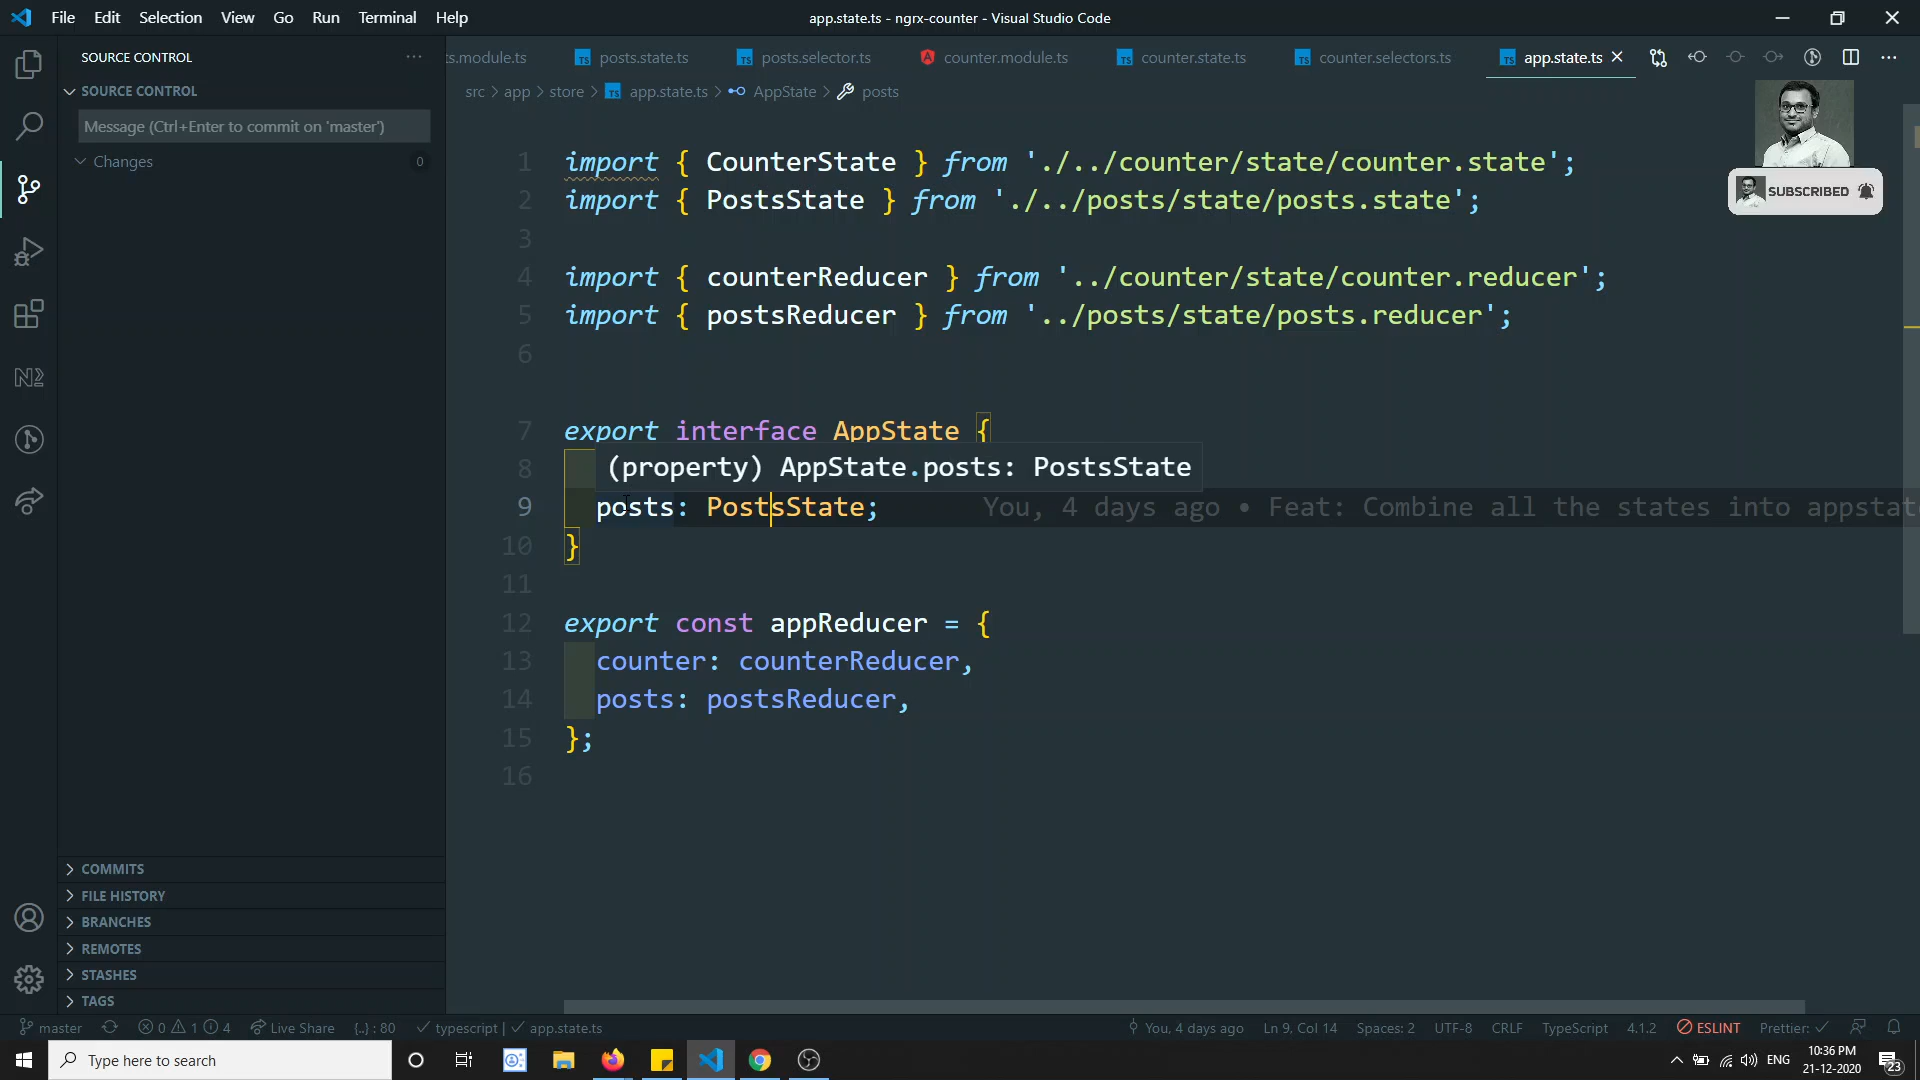 File Edit Selection View Go Run Terminal Help
app.state.ts - ngrx-counter - Visual Studio Code
SOURCE CONTROL
ts.module.ts posts.state.ts posts.selector.ts counter.module.ts counter.state.ts counter.selectors.ts app.state.ts
SOURCE CONTROL
src > app > store > app.state.ts > AppState > posts
Message (Ctrl+Enter to commit on 'master')
Changes 0
1 import { CounterState } from './../counter/state/counter.state';
2 import { PostsState } from './../posts/state/posts.state';
SUBSCRIBED
3
4 import { counterReducer } from '../counter/state/counter.reducer';
5 import { postsReducer } from '../posts/state/posts.reducer';
6
7 export interface AppState {
8 (property) AppState.posts: PostsState
9 posts: PostsState; You, 4 days ago • Feat: Combine all the states into appstat
10 }
11
12 export const appReducer = {
13 counter: counterReducer,
14 posts: postsReducer,
15 };
16
COMMITS
FILE HISTORY
BRANCHES
REMOTES
STASHES
TAGS
master 0 1 4 Live Share {..} : 80 typescript | app.state.ts You, 4 days ago Ln 9, Col 14 Spaces: 2 UTF-8 CRLF TypeScript 4.1.2 ESLINT Prettier:
Type here to search
ENG
10:36 PM
21-12-2020
23